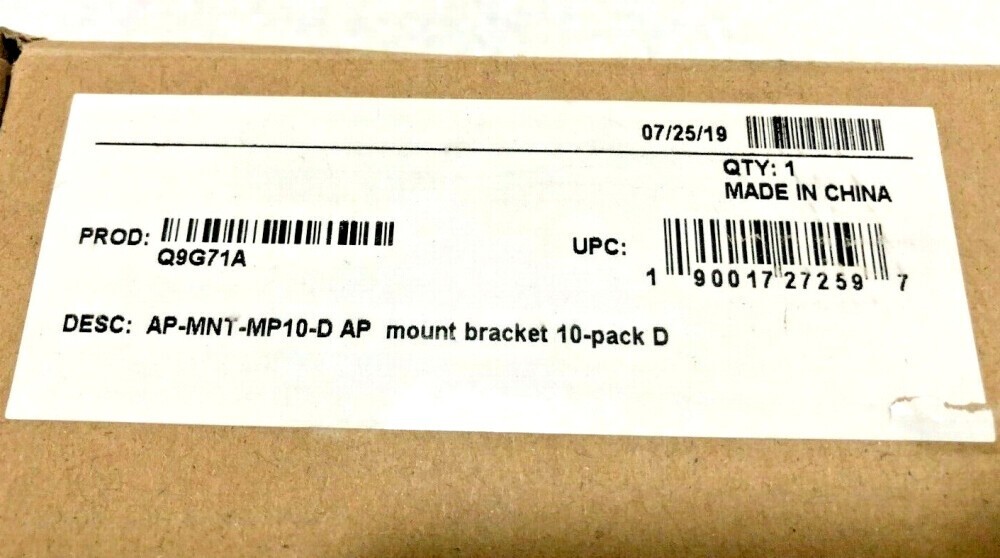 07/25/19
QTY: 1
MADE IN CHINA
PROD:
Q9G71A
UPC:
1 90017 27259 7
DESC: AP-MNT-MP10-D AP mount bracket 10-pack D